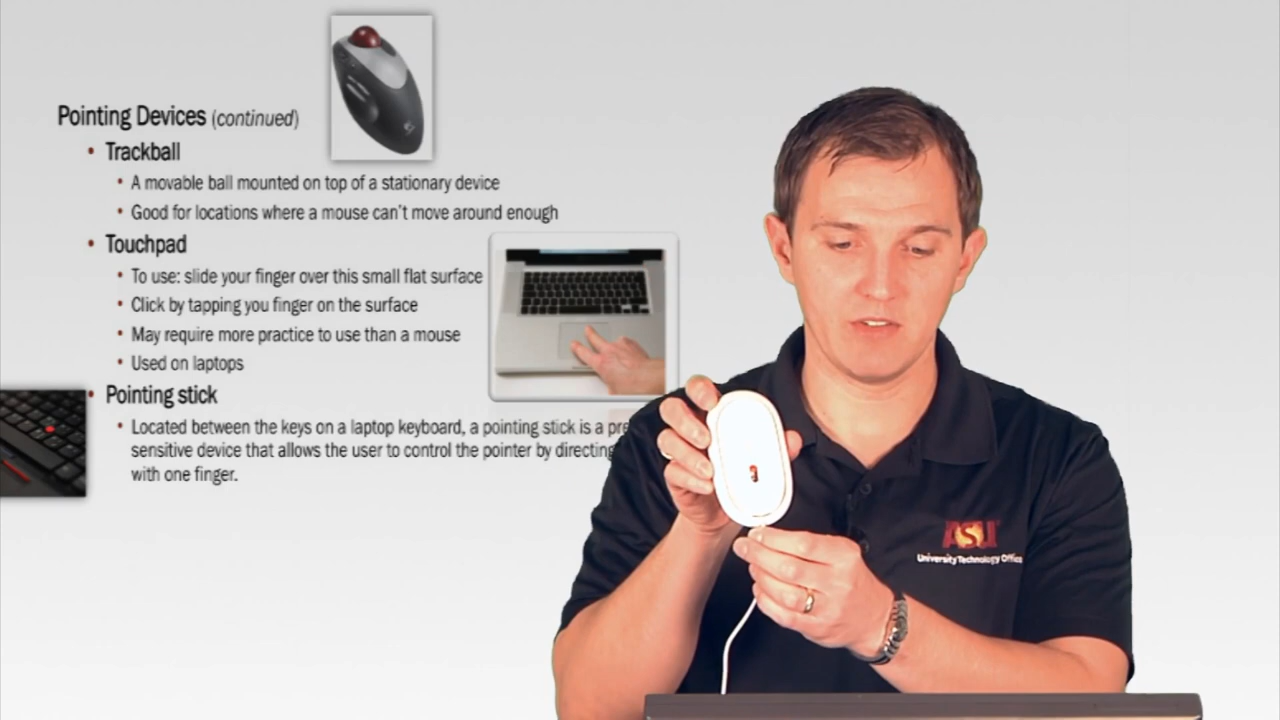 Pointing Devices (continued)
• Trackball
• A movable ball mounted on top of a stationary device
• Good for locations where a mouse can't move around enough
• Touchpad
• To use: slide your finger over this small flat surface
• Click by tapping you finger on the surface
• May require more practice to use than a mouse
• Used on laptops
• Pointing stick
• Located between the keys on a laptop keyboard, a pointing stick is a
sensitive device that allows the user to control the pointer by directing
with one finger.
ASU
University Technology Office